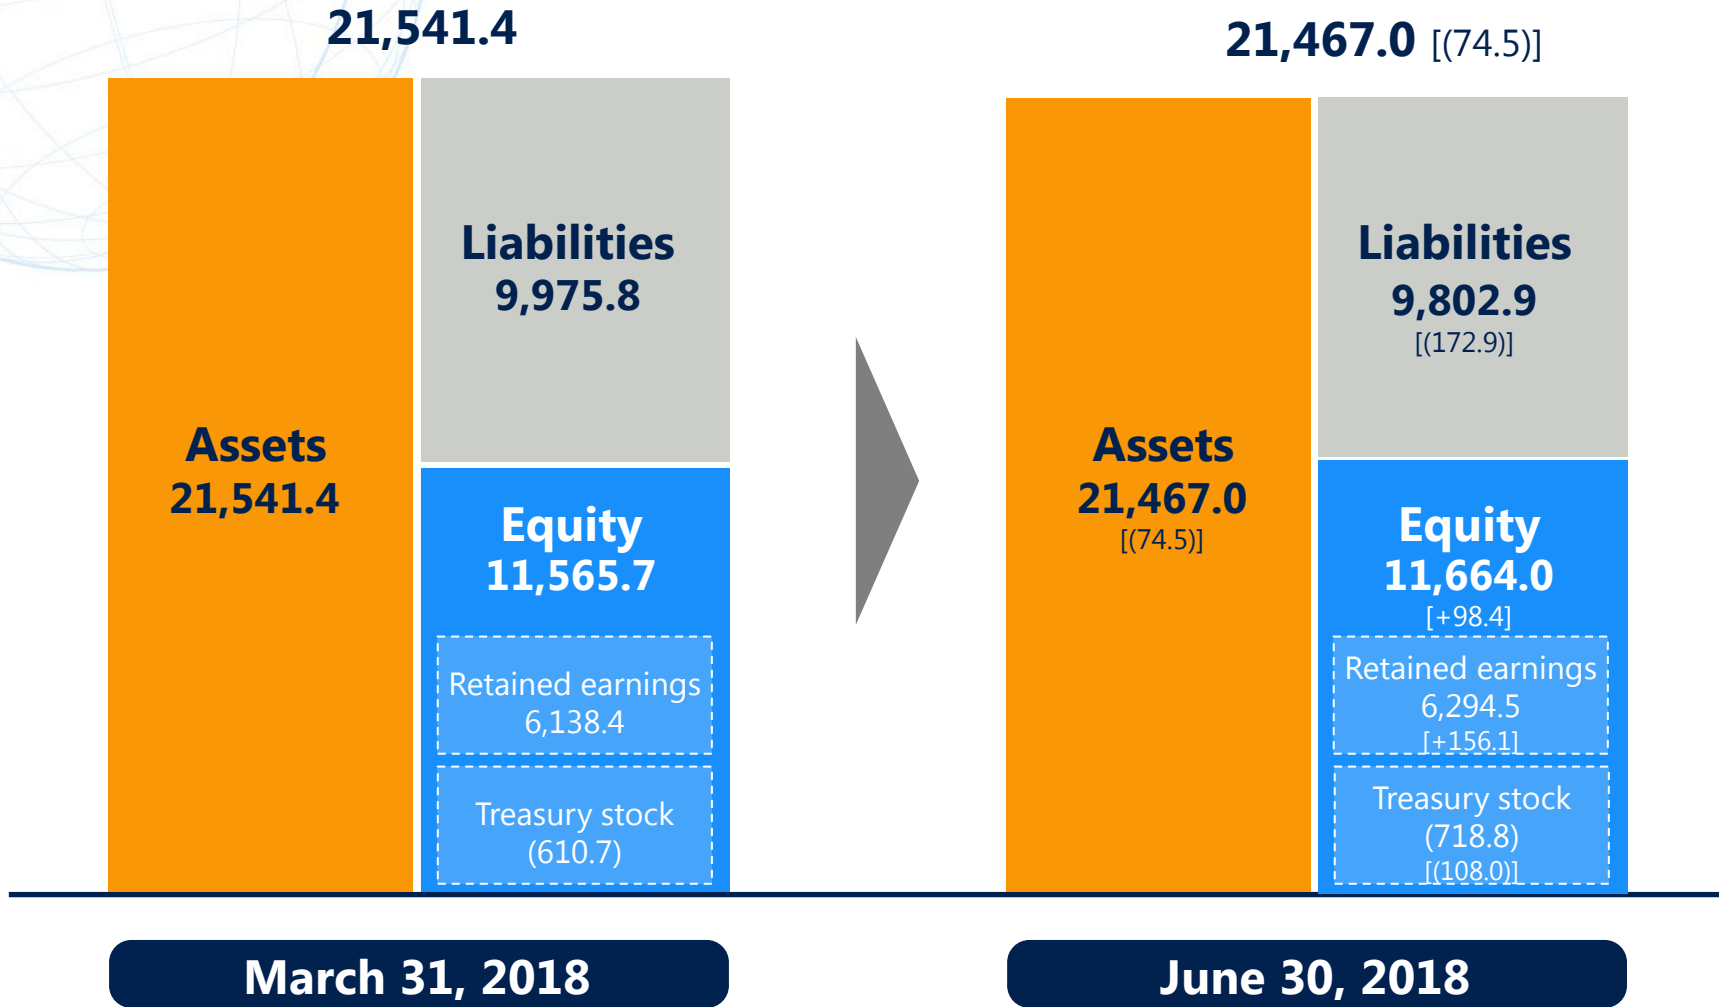 21,541.4
Liabilities
9,975.8
Assets
21,541.4
Equity
11,565.7
Retained earnings
6,138.4
Treasury stock
(610.7)
March 31, 2018
21,467.0 [(74.5)]
Liabilities
9,802.9
[(172.9)]
Assets
21,467.0
[(74.5)]
Equity
11,664.0
[+98.4]
Retained earnings
6,294.5
[+156.1]
Treasury stock
(718.8)
[(108.0)]
June 30, 2018